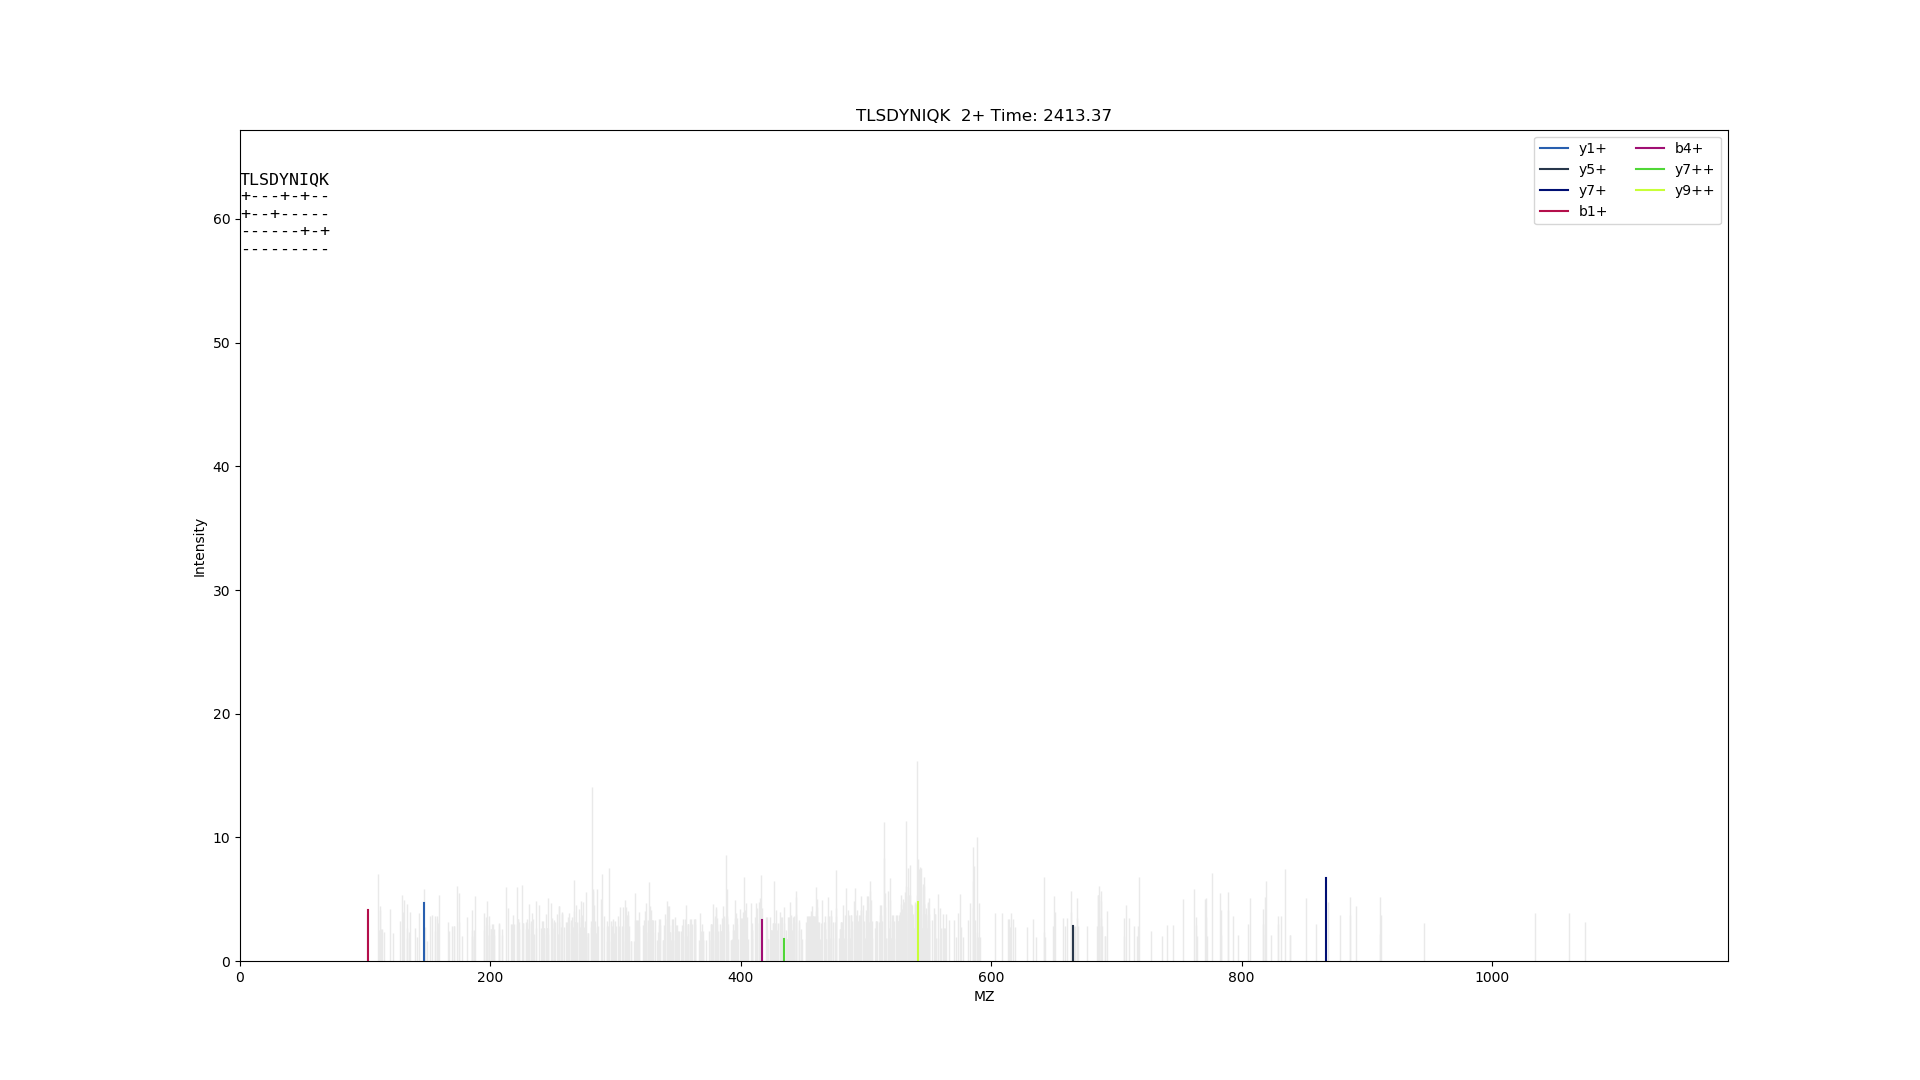 TLSDYNIQK  2+ Time: 2413.37
y1+
y5+
y7+
b1+
b4+
y7++
y9++
TLSDYNIQK
+---+-+--
+--+-----
------+-+
---------
60
50
40
30
20
10
0
Intensity
0 200 400 600 800 1000
MZ